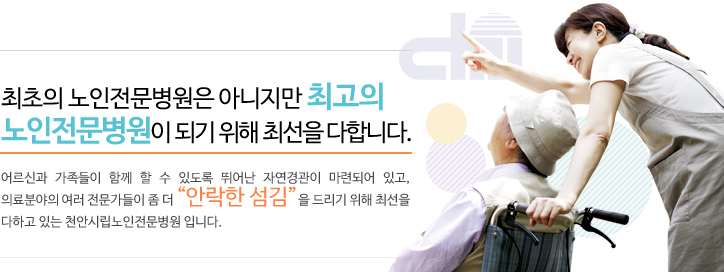 최초의 노인전문병원은 아니지만 최고의
노인전문병원이 되기 위해 최선을 다합니다.
어르신과 가족들이 함께 할 수 있도록 뛰어난 자연경관이 마련되어 있고,
의료분야의 여러 전문가들이 좀 더 “안락한 섬김” 을 드리기 위해 최선을
다하고 있는 천안시립노인전문병원 입니다.